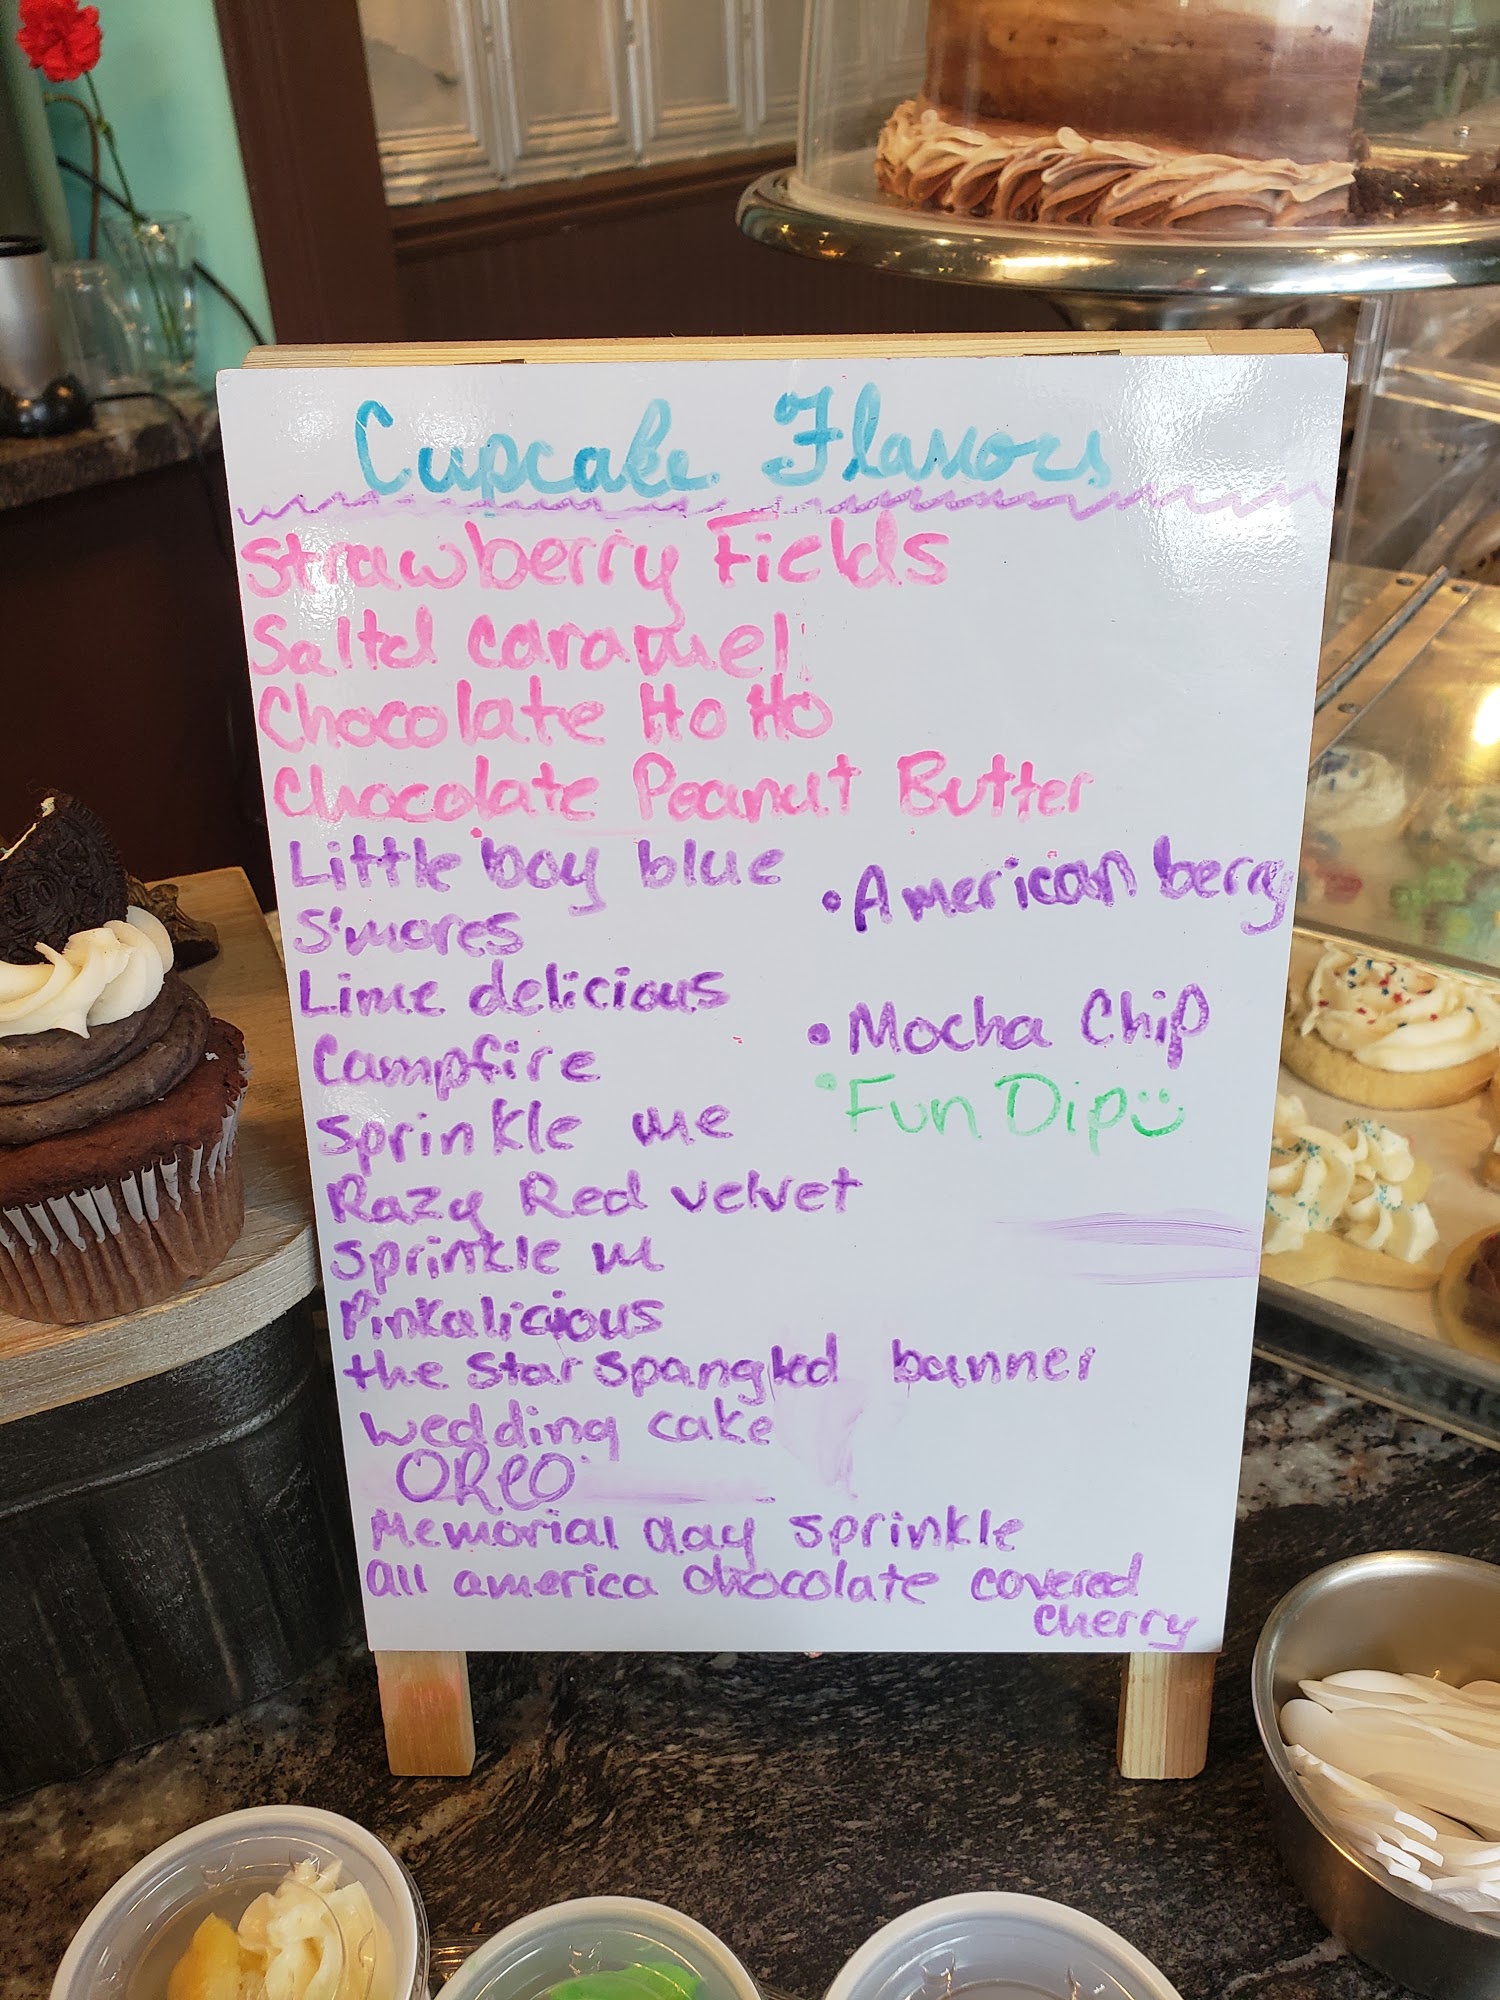 Cupcake Flavors
Strawberry Fields
Saltd caramel
Chocolate Ho Ho
Chocolate Peanut Butter
Little boy blue
S'mores
Lime delicious
Campfire
Sprinkle me
Razy Red velvet
Sprinkle m
Pinkalicious
the Star Spangled banner
wedding cake
OReO
Memorial day sprinkle
all america chocolate covered
cherry
•American berry
•Mocha Chip
•Fun Dip